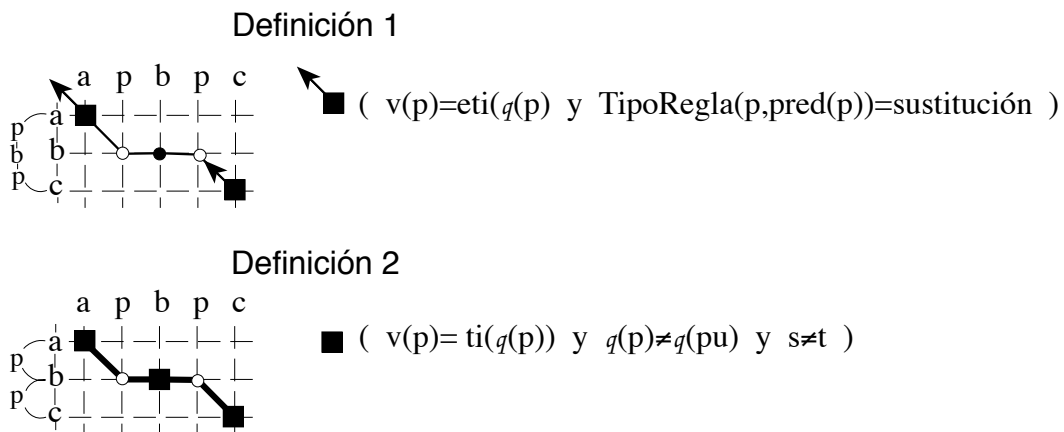 Definición 1
a p b p c
( v(p)=eti(q(p) y TipoRegla(p,pred(p))=sustitución )
a
p
b
b
p
c
Definición 2
a p b p c
( v(p)= ti(q(p)) y q(p)≠q(pu) y s≠t )
a
p
b
p
c